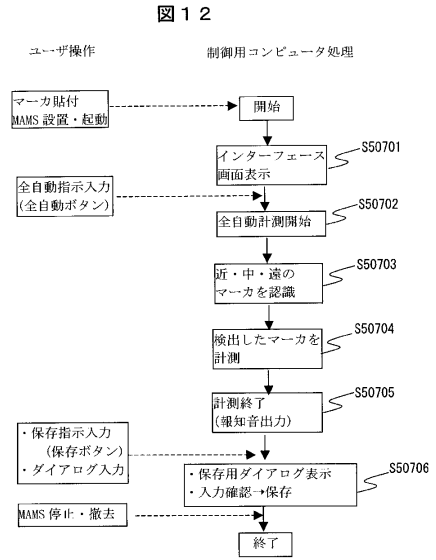 図１２
ユーザ操作
制御用コンピュータ処理
マーカ貼付
MAMS 設置・起動
開始
インターフェース
画面表示
S50701
全自動指示入力
(全自動ボタン)
全自動計測開始
S50702
近・中・遠の
マーカを認識
S50703
検出したマーカを
計測
S50704
計測終了
(報知音出力)
S50705
・保存指示入力
(保存ボタン)
・ダイアログ入力
・保存用ダイアログ表示
・入力確認→保存
S50706
MAMS 停止・撤去
終了